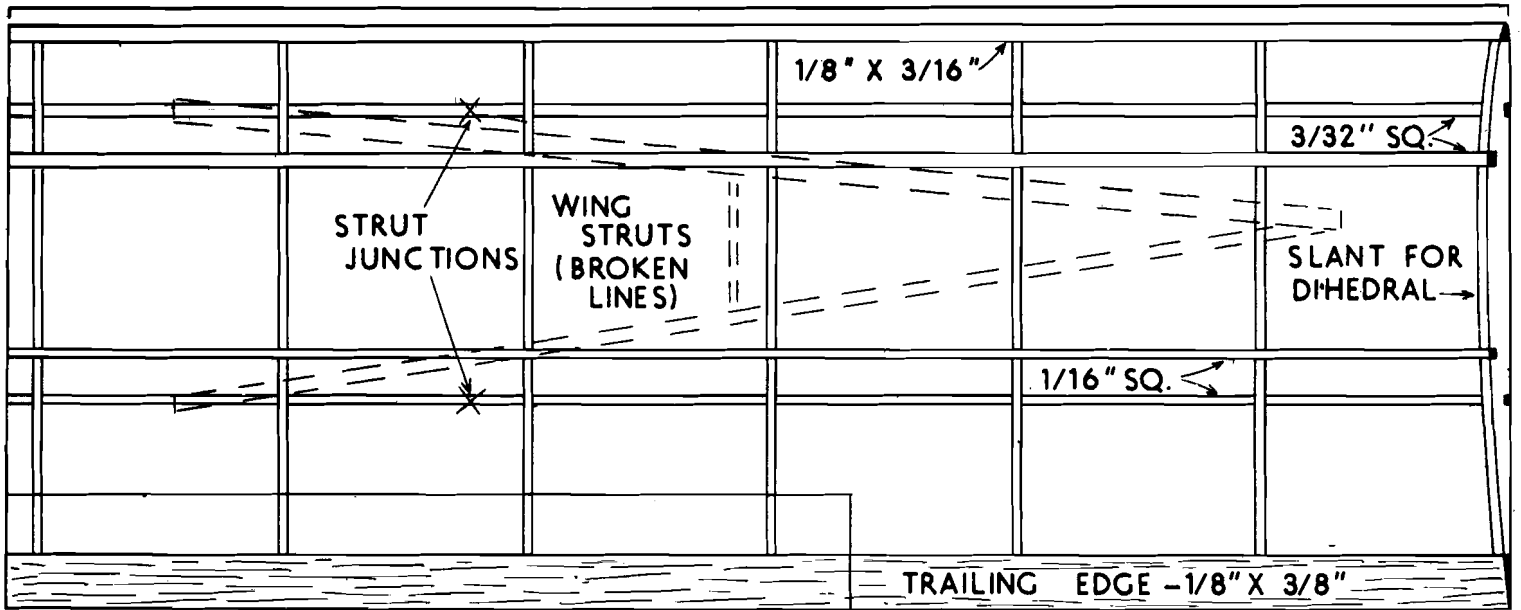 1/8" X 3/16"
3/32" SQ.
STRUT
JUNCTIONS
WING
STRUTS
(BROKEN
LINES)
SLANT FOR
DIHEDRAL
1/16" SQ.
TRAILING EDGE - 1/8" X 3/8"